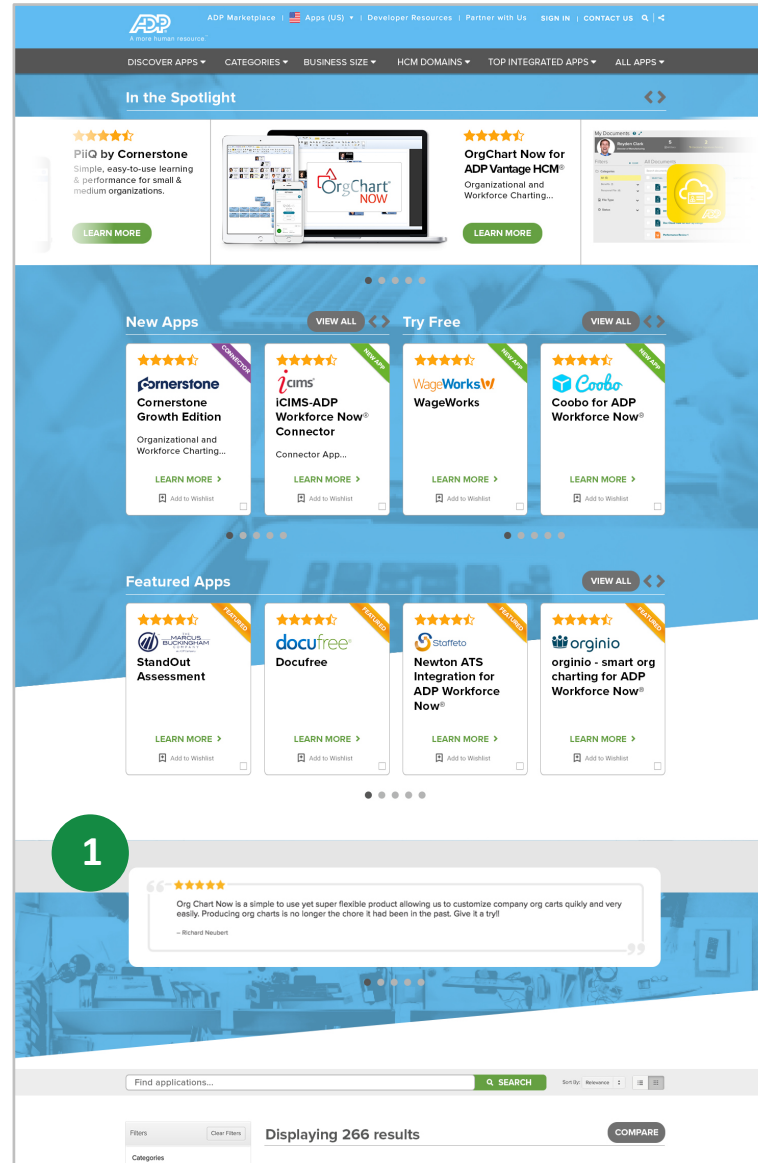 ADP
A more human resource.™
ADP Marketplace | Apps (US) ▾ | Developer Resources | Partner with Us SIGN IN | CONTACT US
DISCOVER APPS ▾ CATEGORIES ▾ BUSINESS SIZE ▾ HCM DOMAINS ▾ TOP INTEGRATED APPS ▾ ALL APPS ▾
In the Spotlight
PiiQ by Cornerstone
Simple, easy-to-use learning
& performance for small &
medium organizations.
LEARN MORE
OrgChart
NOW
OrgChart Now for
ADP Vantage HCM®
Organizational and
Workforce Charting...
LEARN MORE
My Documents
Filters
All Documents
New Apps VIEW ALL
Try Free VIEW ALL
CONNECTOR
Cornerstone
Cornerstone
Growth Edition
Organizational and
Workforce Charting...
LEARN MORE >
Add to Wishlist
NEW APP
icims
iCIMS-ADP
Workforce Now®
Connector
Connector App...
LEARN MORE >
Add to Wishlist
NEW APP
WageWorks
WageWorks
LEARN MORE >
Add to Wishlist
NEW APP
Coobo
Coobo for ADP
Workforce Now®
LEARN MORE >
Add to Wishlist
Featured Apps VIEW ALL
FEATURED
THE
MARCUS
BUCKINGHAM
COMPANY
StandOut
Assessment
LEARN MORE >
Add to Wishlist
FEATURED
docufree®
Docufree
LEARN MORE >
Add to Wishlist
FEATURED
Staffeto
Newton ATS
Integration for
ADP Workforce
Now®
LEARN MORE >
Add to Wishlist
FEATURED
orginio
orginio - smart org
charting for ADP
Workforce Now®
LEARN MORE >
Add to Wishlist
1
Org Chart Now is a simple to use yet super flexible product allowing us to customize company org carts quikly and very
easily. Producing org charts is no longer the chore it had been in the past. Give it a try!!
– Richard Neubert
Find applications... SEARCH Sort By: Relevance
Filters Clear Filters
Displaying 266 results COMPARE
Categories